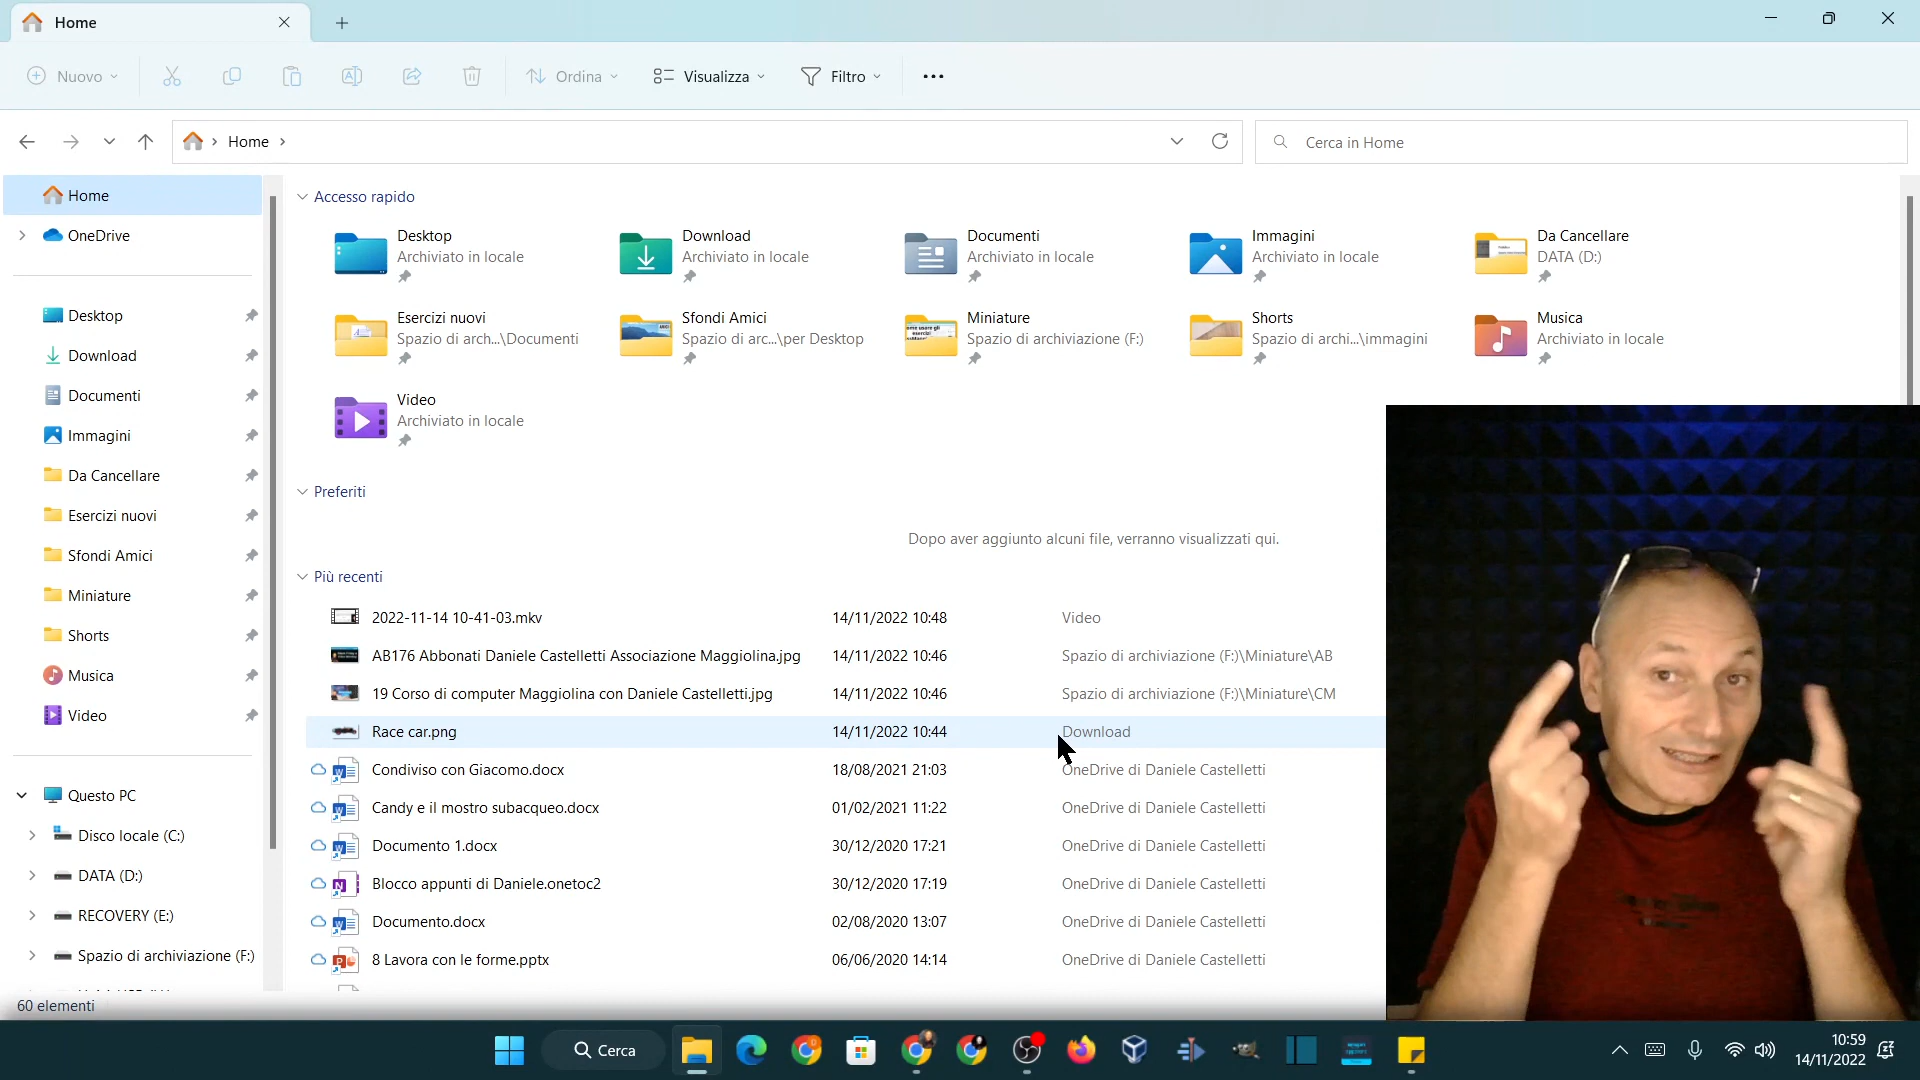 Home
Nuovo
Ordina
Visualizza
Filtro
Home
Cerca in Home
Home
OneDrive
Desktop
Download
Documenti
Immagini
Da Cancellare
Esercizi nuovi
Sfondi Amici
Miniature
Shorts
Musica
Video
Questo PC
Disco locale (C:)
DATA (D:)
RECOVERY (E:)
Spazio di archiviazione (F:)
Accesso rapido
Desktop
Archiviato in locale
Download
Archiviato in locale
Documenti
Archiviato in locale
Immagini
Archiviato in locale
Da Cancellare
DATA (D:)
Esercizi nuovi
Spazio di arch...\Documenti
Sfondi Amici
Spazio di arc...\per Desktop
Miniature
Spazio di archiviazione (F:)
Shorts
Spazio di archi...\immagini
Musica
Archiviato in locale
Video
Archiviato in locale
Preferiti
Dopo aver aggiunto alcuni file, verranno visualizzati qui.
Più recenti
2022-11-14 10-41-03.mkv 14/11/2022 10:48 Video
AB176 Abbonati Daniele Castelletti Associazione Maggiolina.jpg 14/11/2022 10:46 Spazio di archiviazione (F:)\Miniature\AB
19 Corso di computer Maggiolina con Daniele Castelletti.jpg 14/11/2022 10:46 Spazio di archiviazione (F:)\Miniature\CM
Race car.png 14/11/2022 10:44 Download
Condiviso con Giacomo.docx 18/08/2021 21:03 OneDrive di Daniele Castelletti
Candy e il mostro subacqueo.docx 01/02/2021 11:22 OneDrive di Daniele Castelletti
Documento 1.docx 30/12/2020 17:21 OneDrive di Daniele Castelletti
Blocco appunti di Daniele.onetoc2 30/12/2020 17:19 OneDrive di Daniele Castelletti
Documento.docx 02/08/2020 13:07 OneDrive di Daniele Castelletti
8 Lavora con le forme.pptx 06/06/2020 14:14 OneDrive di Daniele Castelletti
60 elementi
Cerca
10:59
14/11/2022